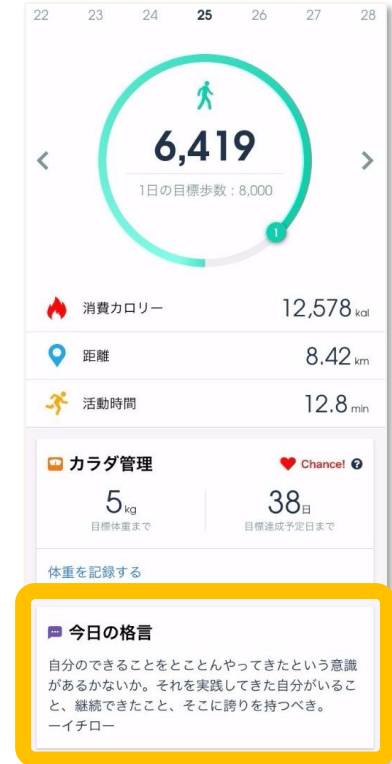 22 23 24 25 26 27 28
6,419
1日の目標歩数 : 8,000
1
消費カロリー 12,578 kal
距離 8.42 km
活動時間 12.8 min
カラダ管理 Chance! ?
5kg 38日
目標体重まで 目標達成予定日まで
体重を記録する
今日の格言
自分のできることをとことんやってきたという意識
があるかないか。それを実践してきた自分がいるこ
と、継続できたこと、そこに誇りを持つべき。
ーイチロー